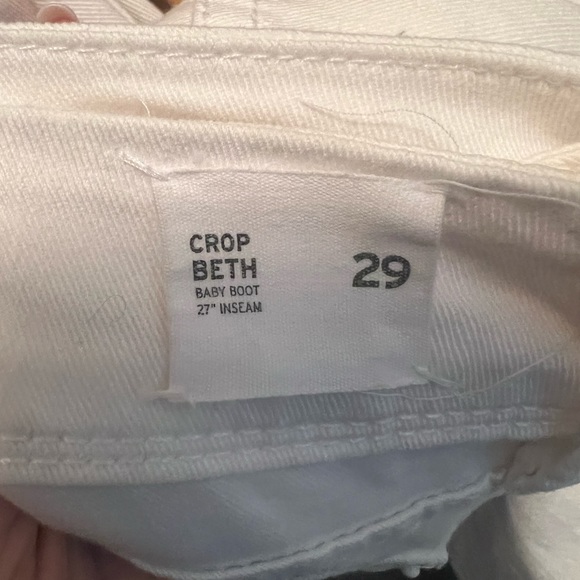 CROP
BETH
BABY BOOT
27" INSEAM
29